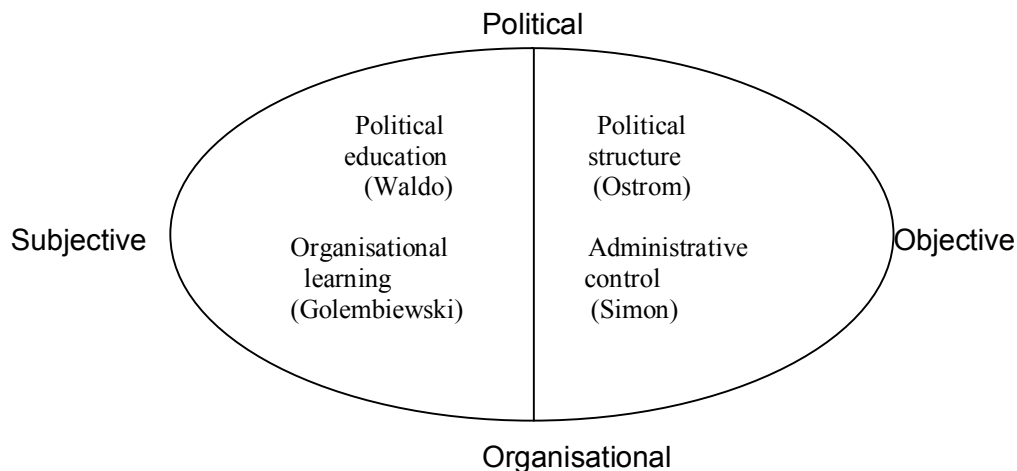 Political
Political
education
(Waldo)
Political
structure
(Ostrom)
Subjective
Objective
Organisational
learning
(Golembiewski)
Administrative
control
(Simon)
Organisational